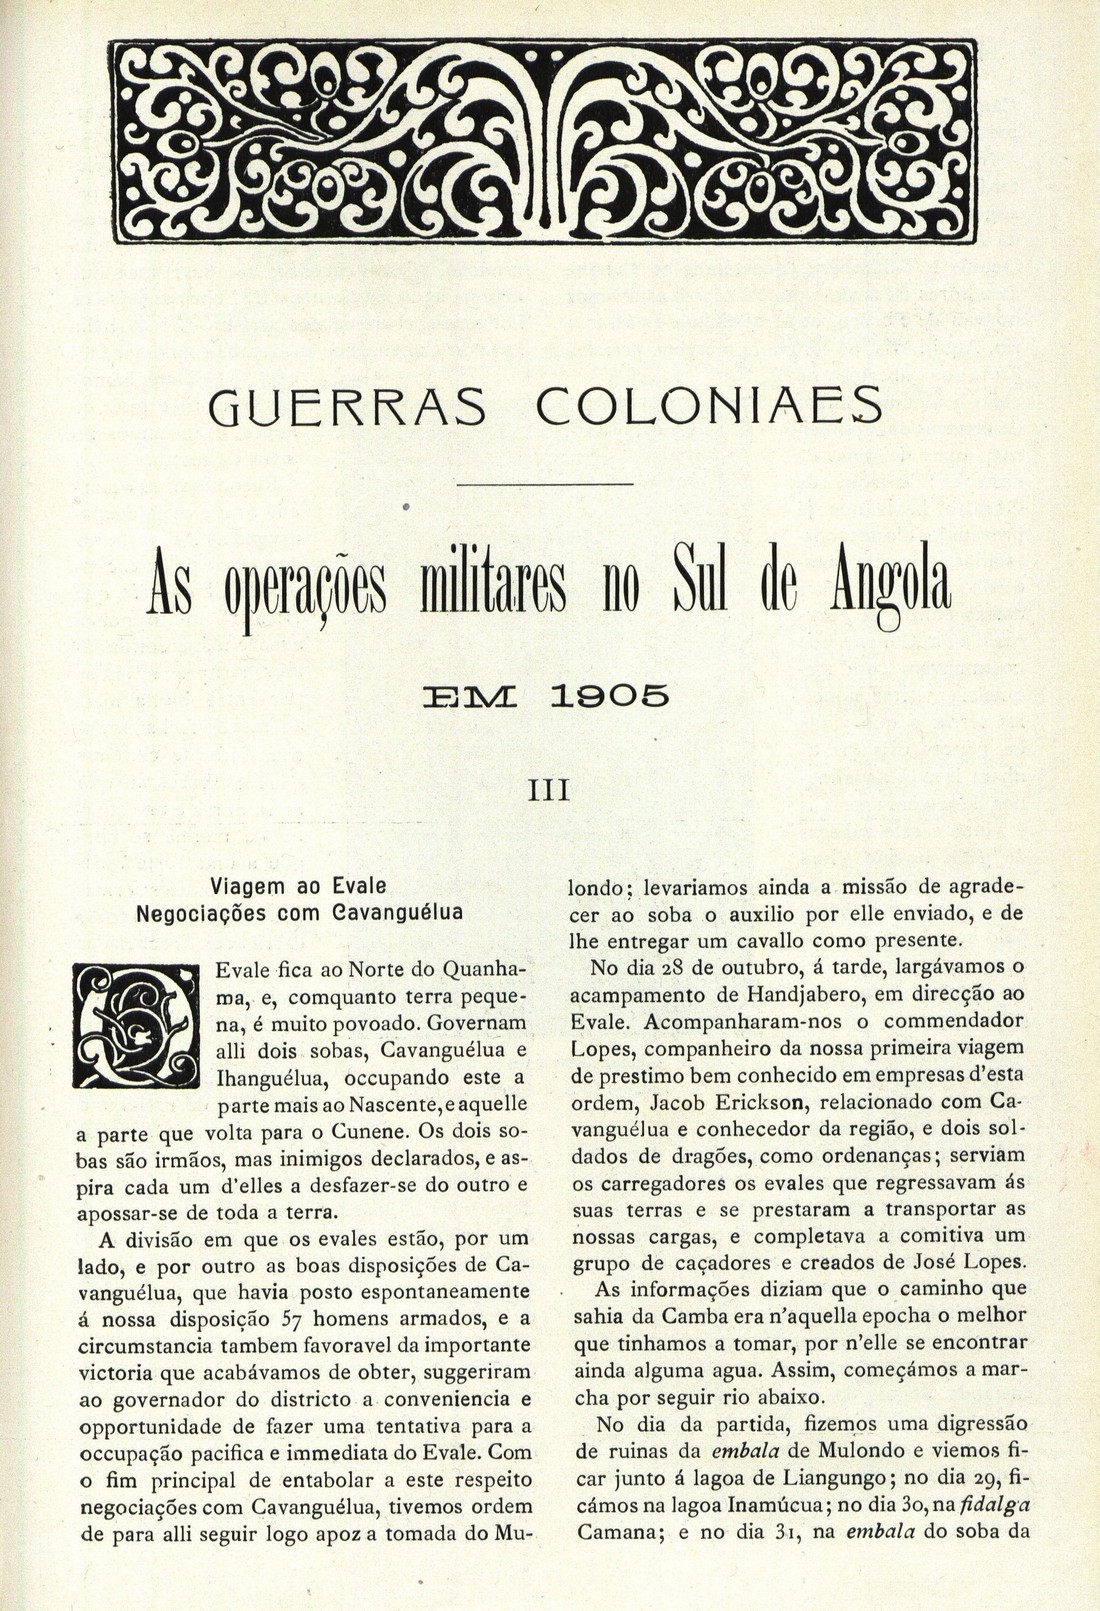 GUERRAS COLONIAES
As operações militares no Sul de Angola
EM 1905
III
Viagem ao Evale
Negociações com Cavanguélua
O Evale fica ao Norte do Quanha-
ma, e, comquanto terra peque-
na, é muito povoado. Governam
alli dois sobas, Cavanguélua e
Ihanguélua, occupando este a
parte mais ao Nascente, e aquelle
a parte que volta para o Cunene. Os dois so-
bas são irmãos, mas inimigos declarados, e as-
pira cada um d'elles a desfazer-se do outro e
apossar-se de toda a terra.
A divisão em que os evales estão, por um
lado, e por outro as boas disposições de Ca-
vanguélua, que havia posto espontaneamente
á nossa disposição 57 homens armados, e a
circumstancia tambem favoravel da importante
victoria que acabávamos de obter, suggeriram
ao governador do districto a conveniencia e
opportunidade de fazer uma tentativa para a
occupação pacifica e immediata do Evale. Com
o fim principal de entabolar a este respeito
negociações com Cavanguélua, tivemos ordem
de para alli seguir logo apoz a tomada do Mu-
londo; levariamos ainda a missão de agrade-
cer ao soba o auxilio por elle enviado, e de
lhe entregar um cavallo como presente.
No dia 28 de outubro, á tarde, largávamos o
acampamento de Handjabero, em direcção ao
Evale. Acompanharam-nos o commendador
Lopes, companheiro da nossa primeira viagem
de prestimo bem conhecido em empresas d'esta
ordem, Jacob Erickson, relacionado com Ca-
vanguélua e conhecedor da região, e dois sol-
dados de dragões, como ordenanças; serviam
os carregadores os evales que regressavam ás
suas terras e se prestaram a transportar as
nossas cargas, e completava a comitiva um
grupo de caçadores e creados de José Lopes.
As informações diziam que o caminho que
sahia da Camba era n'aquella epocha o melhor
que tinhamos a tomar, por n'elle se encontrar
ainda alguma agua. Assim, começámos a mar-
cha por seguir rio abaixo.
No dia da partida, fizemos uma digressão
de ruinas da embala de Mulondo e viemos fi-
car junto á lagoa de Liangungo; no dia 29, fi-
cámos na lagoa Inamúcua; no dia 30, na fidalga
Camana; e no dia 31, na embala do soba da